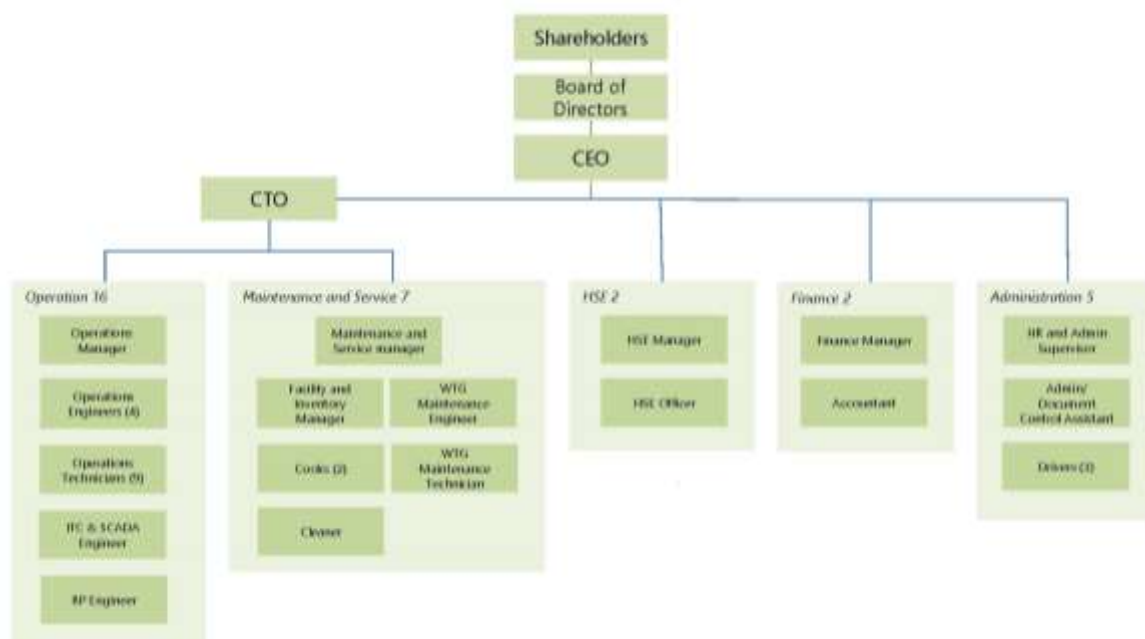 Shareholders
Board of
Directors
CEO
CTO
Operation 16
Operations
Manager
Operations
Engineers (4)
Operations
Technicians (9)
& SCADA
Engineer
Engineer
Maintenance and Service 7
Maintenance and
Service manager
Facility and
Inventory
Manager
WTG
Maintenance
Engineer
Cooks (2)
WTG
Maintenance
Technician
Cleaner
HSE 2
HSE Manager
HSE Officer
Finance 2
Finance Manager
Accountant
Administration 5
HR and Admin
Supervisor
Admin/
Document
Control Assistant
Drivers (3)